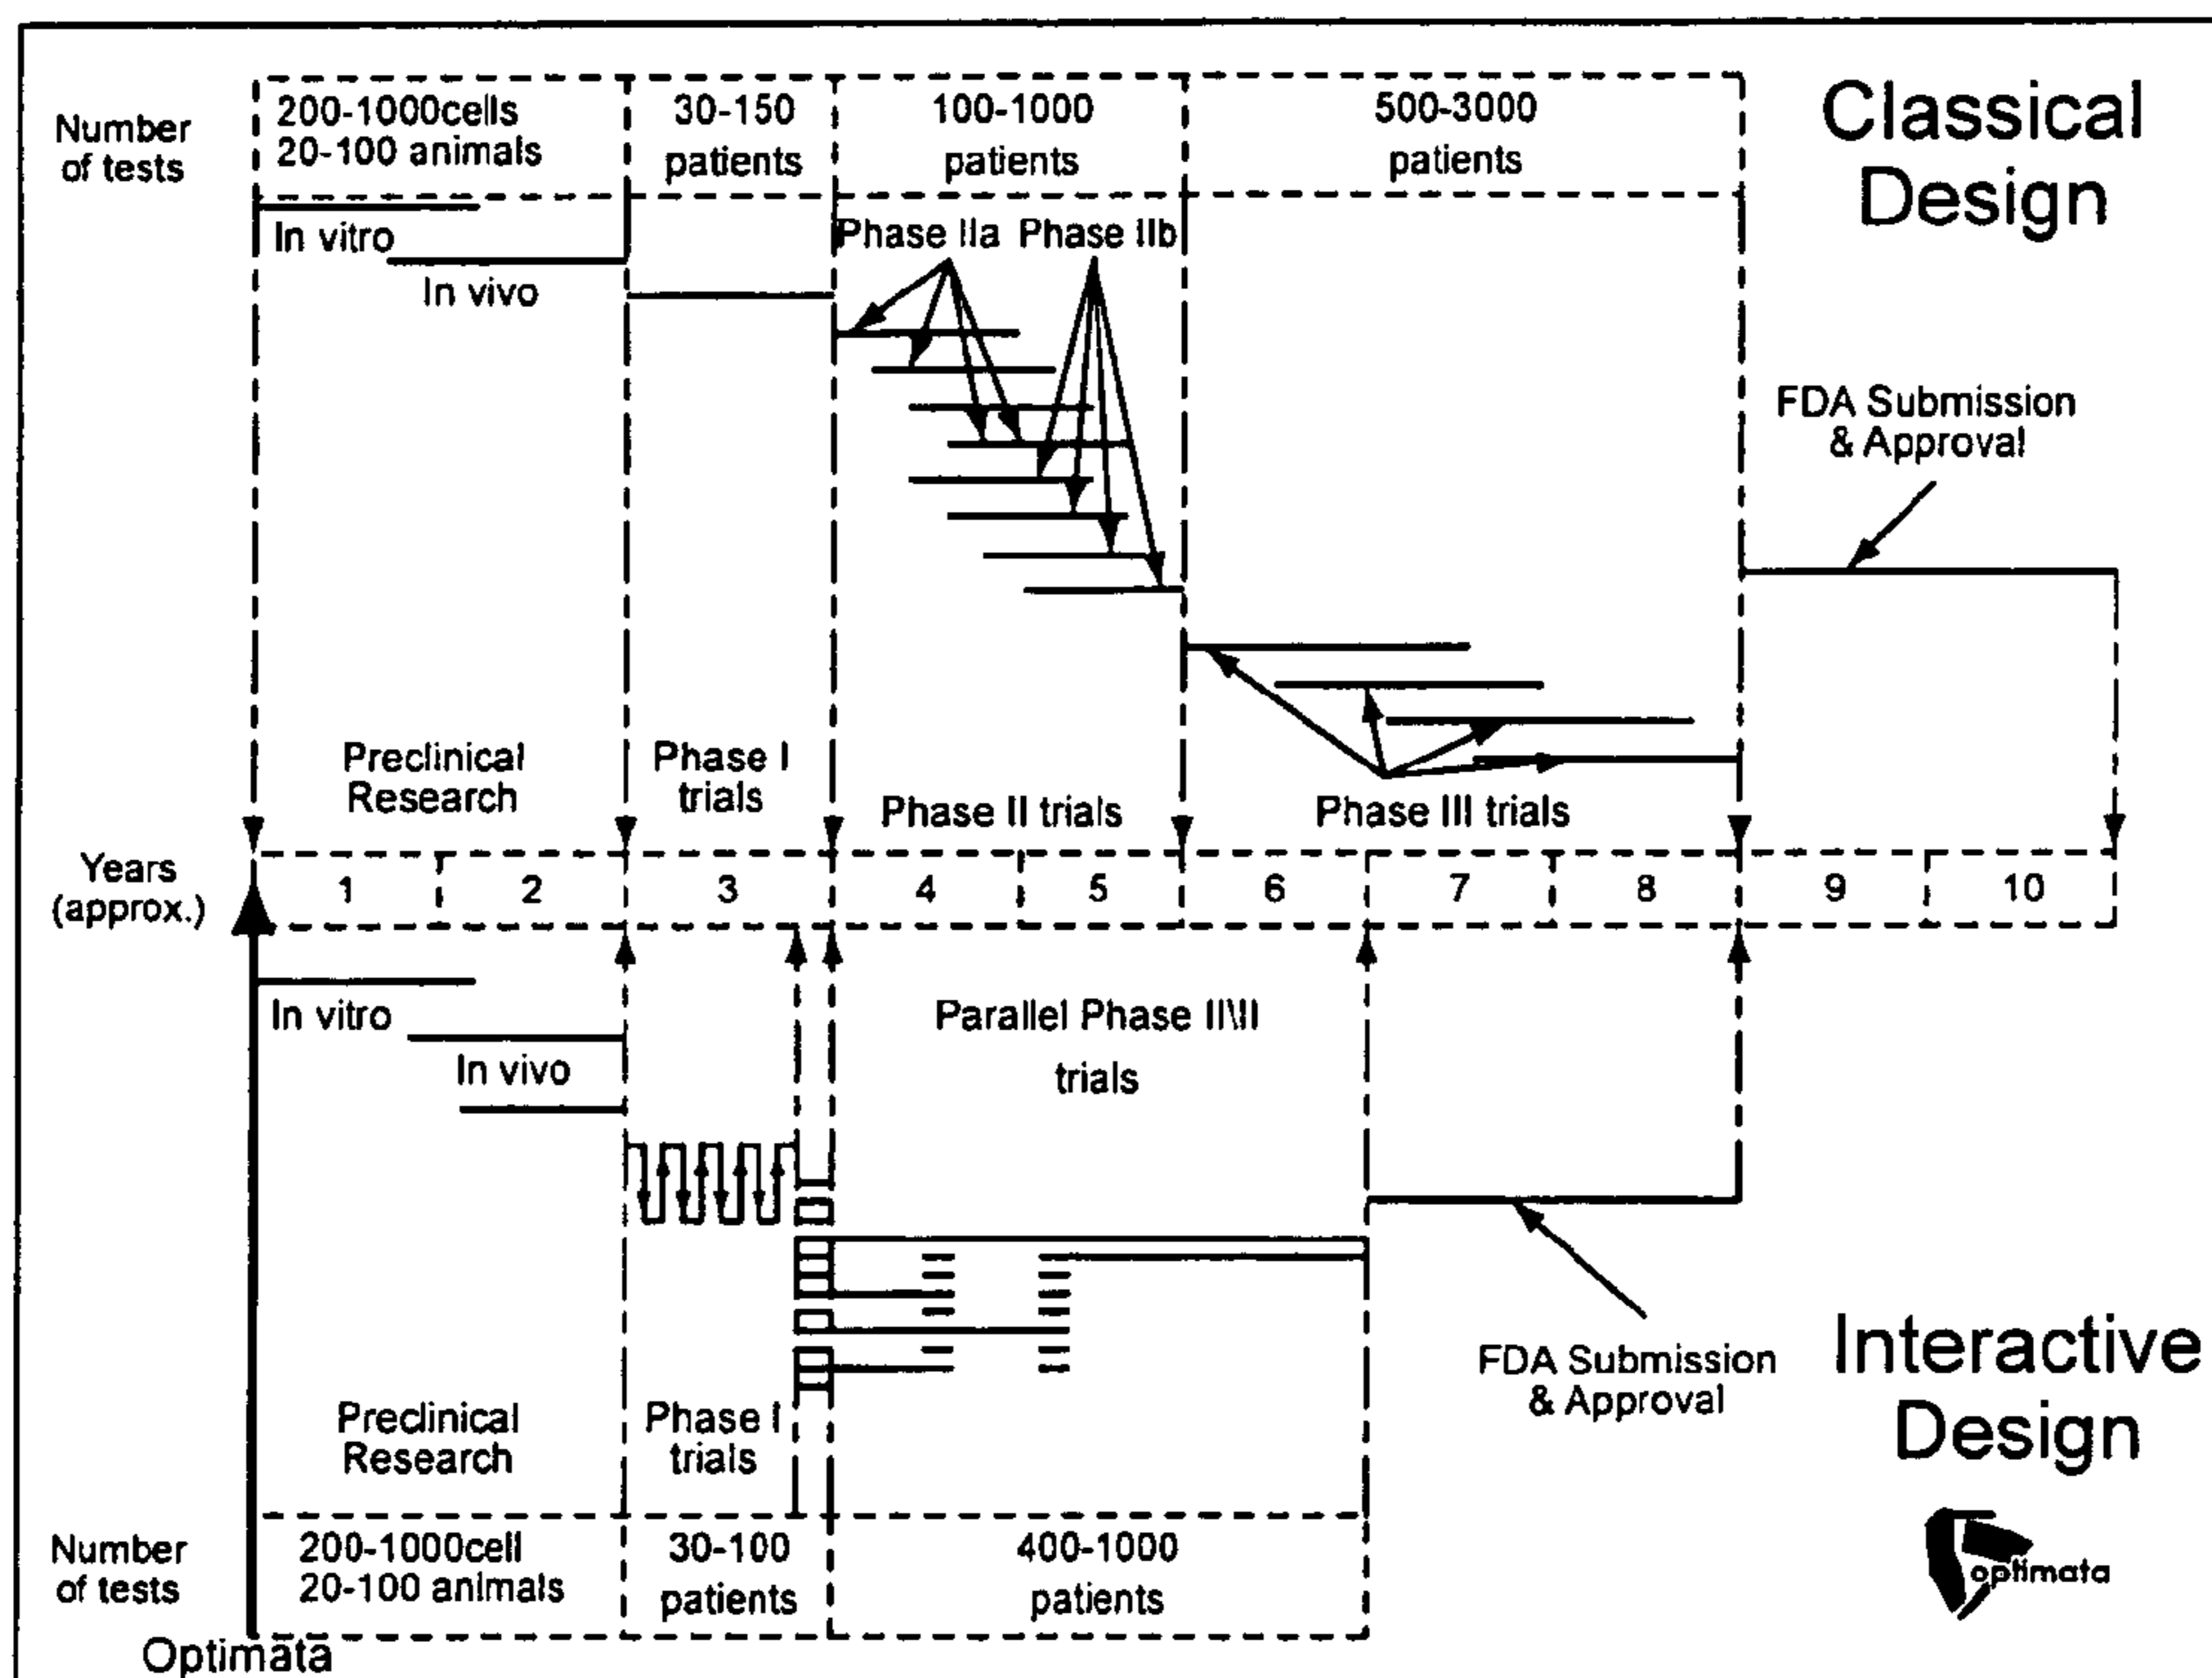 Number
of tests
200-1000cells
20-100 animals
30-150
patients
100-1000
patients
500-3000
patients
Classical
Design
In vitro
In vivo
Phase IIa
Phase IIb
FDA Submission
& Approval
Preclinical
Research
Phase I
trials
Phase II trials
Phase III trials
Years
(approx.)
1
2
3
4
5
6
7
8
9
10
In vitro
In vivo
Parallel Phase II\II
trials
Preclinical
Research
Phase I
trials
FDA Submission
& Approval
Interactive
Design
Number
of tests
200-1000cell
20-100 animals
30-100
patients
400-1000
patients
optimata
Optimata